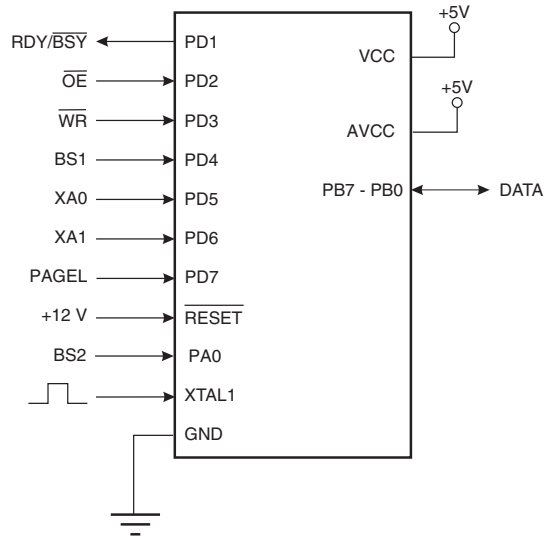 RDY/BSY PD1
OE PD2
WR PD3
BS1 PD4
XA0 PD5
XA1 PD6
PAGEL PD7
+12 V RESET
BS2 PA0
XTAL1
GND
+5V
VCC
+5V
AVCC
PB7 - PB0 DATA